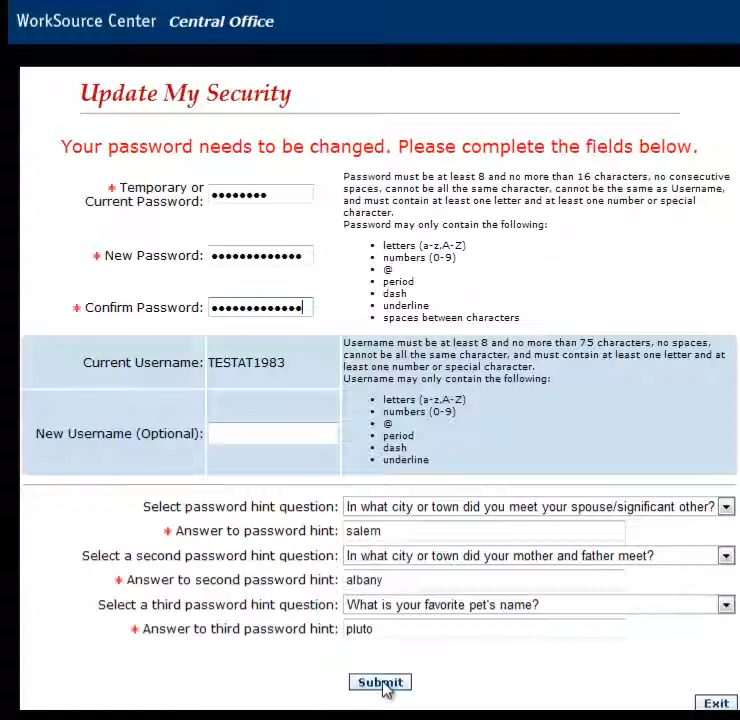 WorkSource Center Central Office
Update My Security
Your password needs to be changed. Please complete the fields below.
* Temporary or
Current Password: ••••••••
Password must be at least 8 and no more than 16 characters, no consecutive
spaces, cannot be all the same character, cannot be the same as Username,
and must contain at least one letter and at least one number or special
character.
Password may only contain the following:
• letters (a-z,A-Z)
• numbers (0-9)
• @
• period
• dash
• underline
• spaces between characters
* New Password: •••••••••••••
* Confirm Password: •••••••••••••
Current Username: TESTAT1983
Username must be at least 8 and no more than 75 characters, no spaces,
cannot be all the same character, and must contain at least one letter and at
least one number or special character.
Username may only contain the following:
• letters (a-z,A-Z)
• numbers (0-9)
• @
• period
• dash
• underline
New Username (Optional):
Select password hint question: In what city or town did you meet your spouse/significant other?
* Answer to password hint: salem
Select a second password hint question: In what city or town did your mother and father meet?
* Answer to second password hint: albany
Select a third password hint question: What is your favorite pet's name?
* Answer to third password hint: pluto
Submit
Exit